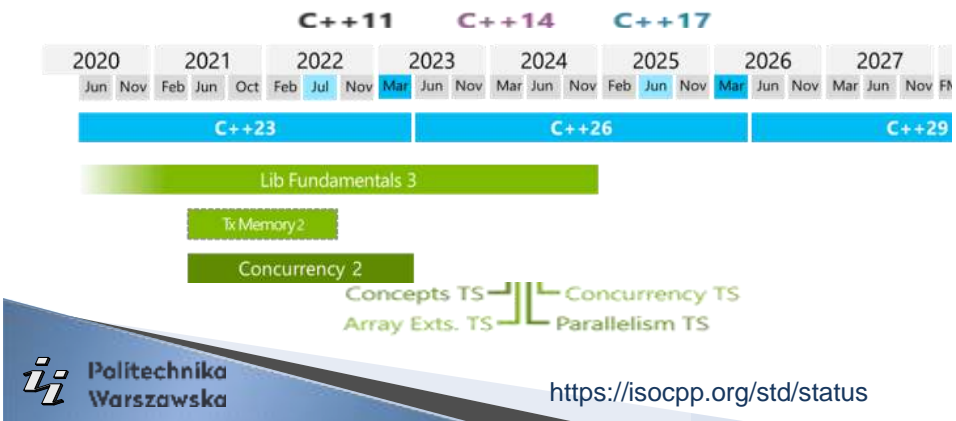 C++11 C++14 C++17
2020 2021 2022 2023 2024 2025 2026 2027
Jun Nov Feb Jun Oct Feb Jul Nov Mar Jun Nov Mar Jun Nov Feb Jun Nov Mar Jun Nov Mar Jun Nov
C++23 C++26 C++29
Lib Fundamentals 3
Tx Memory 2
Concurrency 2
Concepts TS Concurrency TS
Array Exts. TS Parallelism TS
Politechnika
Warszawska
https://isocpp.org/std/status